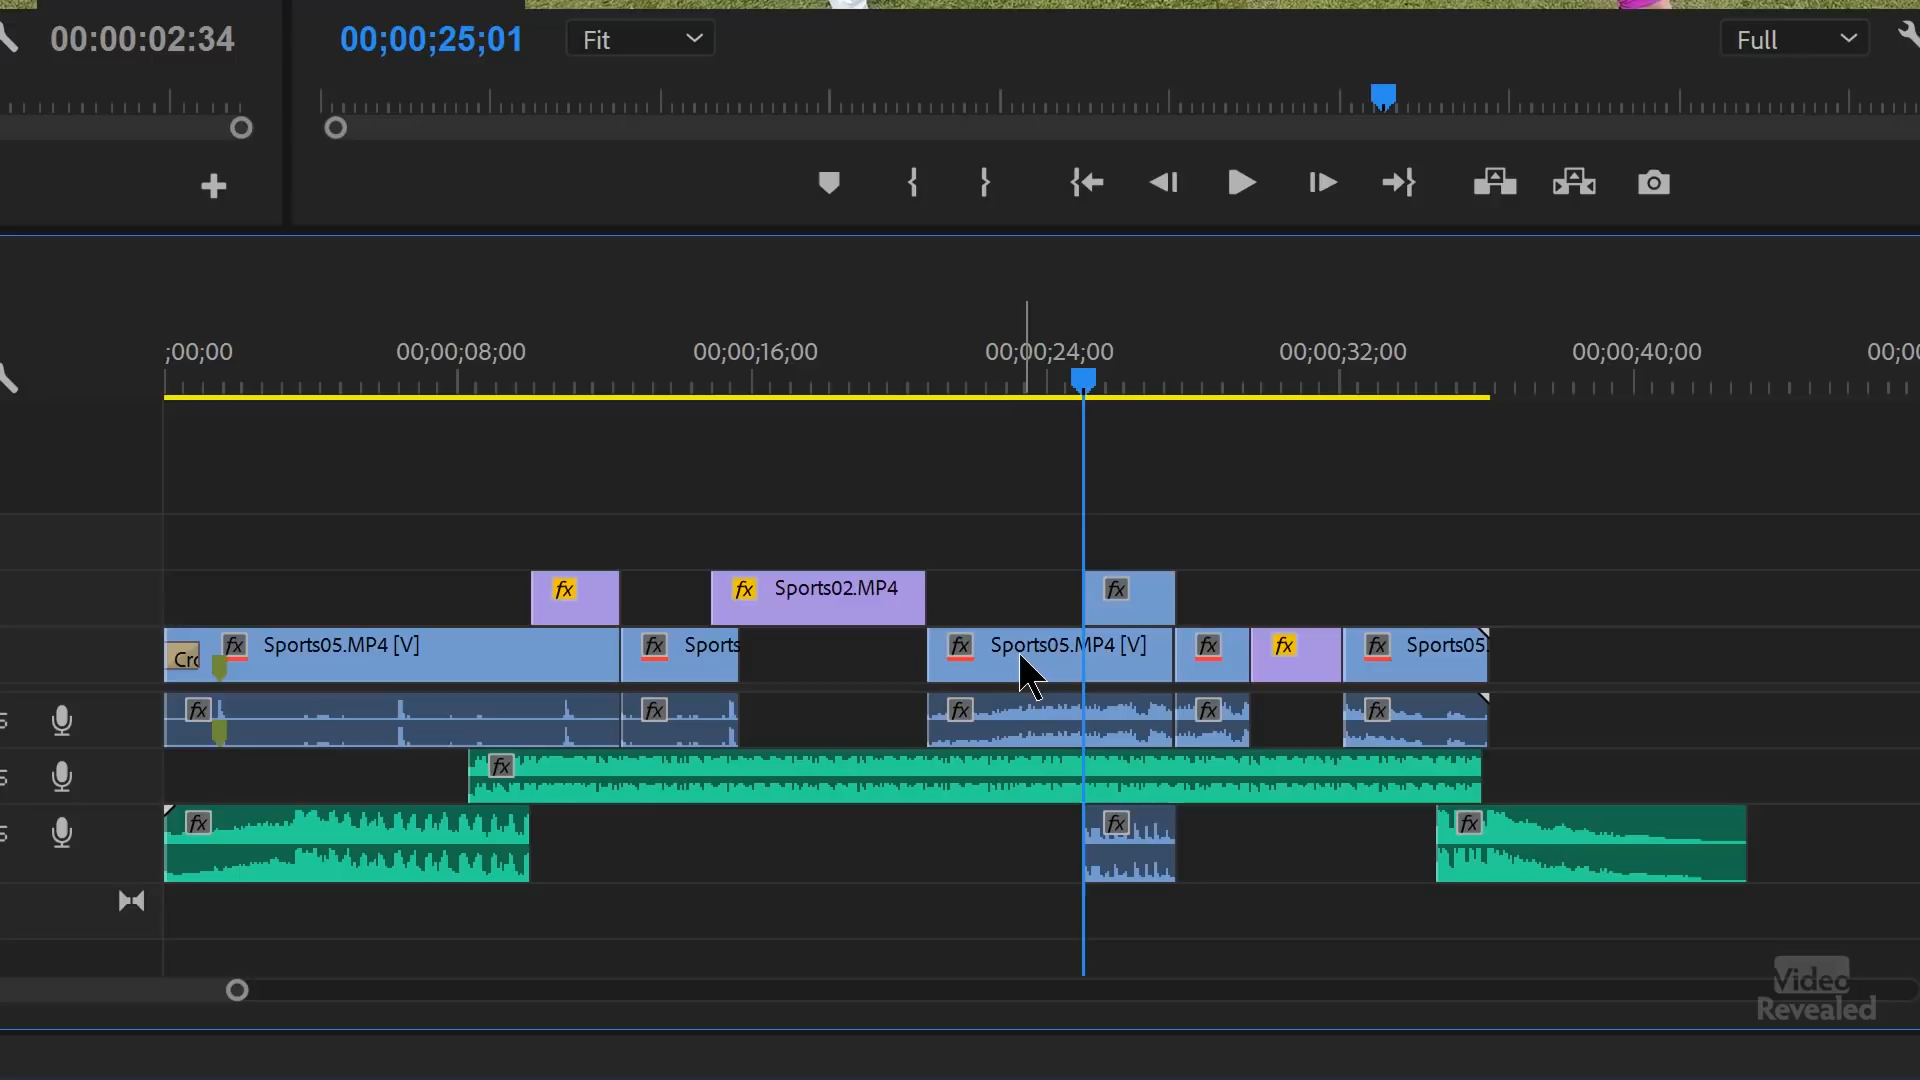 00:00:02:34
00;00;25;01
Fit
Full
;00;00
00;00;08;00
00;00;16;00
00;00;24;00
00;00;32;00
00;00;40;00
00;00
fx
fx Sports02.MP4
fx
Cro fx Sports05.MP4 [V]
fx Sports
fx Sports05.MP4 [V]
fx
fx
fx Sports05.
S fx fx fx fx fx
S fx
S fx fx fx
Video
Revealed